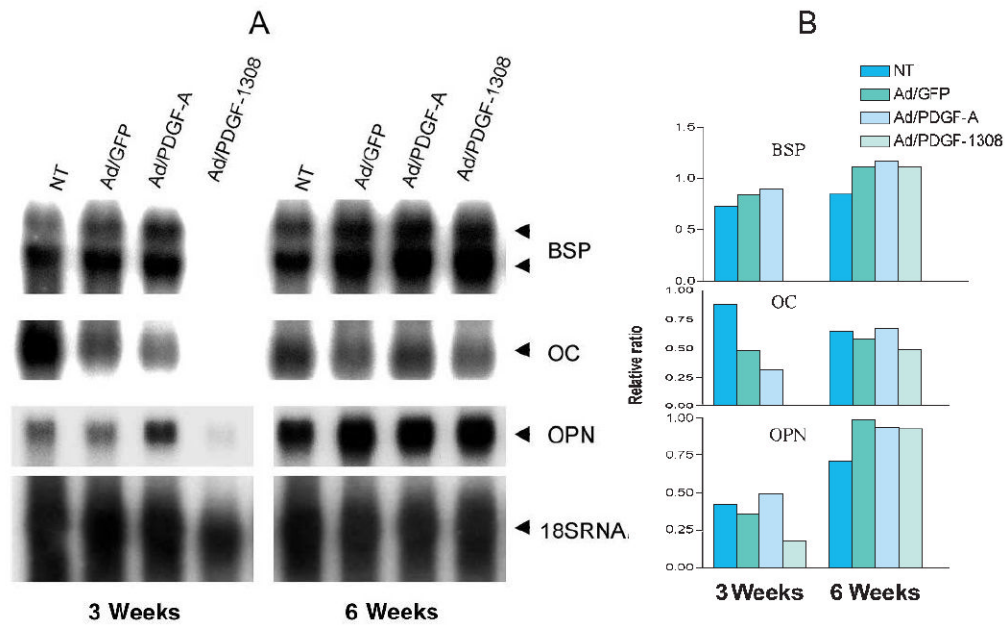 A
NT
Ad/GFP
Ad/PDGF-A
Ad/PDGF-1308
NT
Ad/GFP
Ad/PDGF-A
Ad/PDGF-1308
BSP
OC
OPN
18SRNA
3 Weeks
6 Weeks
B
NT
Ad/GFP
Ad/PDGF-A
Ad/PDGF-1308
Relative ratio
BSP
1.5
1.0
0.5
0.0
OC
1.00
0.75
0.50
0.25
0.00
OPN
1.00
0.75
0.50
0.25
0.00
3 Weeks
6 Weeks